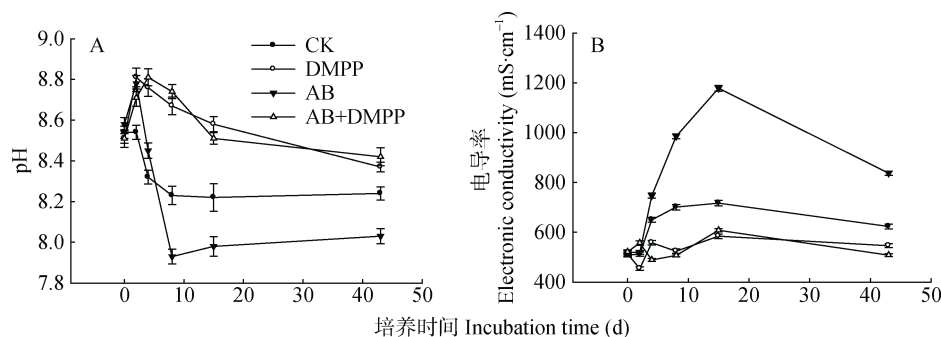 A
B
CK
DMPP
AB
AB+DMPP
pH
9.0
8.8
8.6
8.4
8.2
8.0
7.8
0
10
20
30
40
50
电导率
Electronic conductivity (mS·cm⁻¹)
1400
1200
1000
800
600
400
0
10
20
30
40
50
培养时间 Incubation time (d)